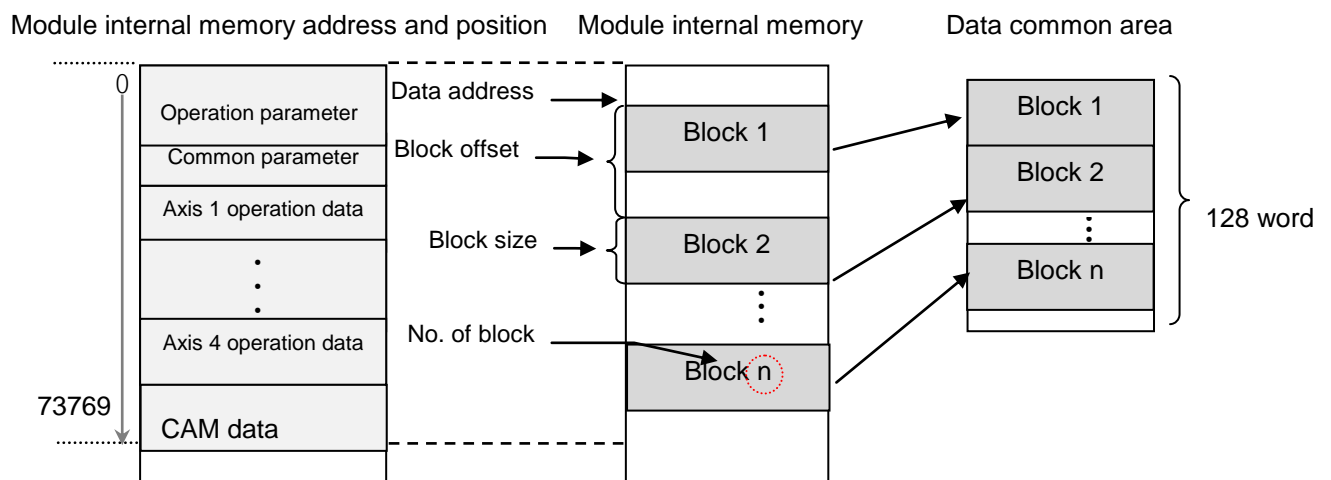 Module internal memory address and position
Module internal memory
Data common area
0
Operation parameter
Common parameter
Axis 1 operation data
Axis 4 operation data
CAM data
73769
Data address
Block offset
Block size
No. of block
Block 1
Block 2
Block n
Block 1
Block 2
Block n
128 word